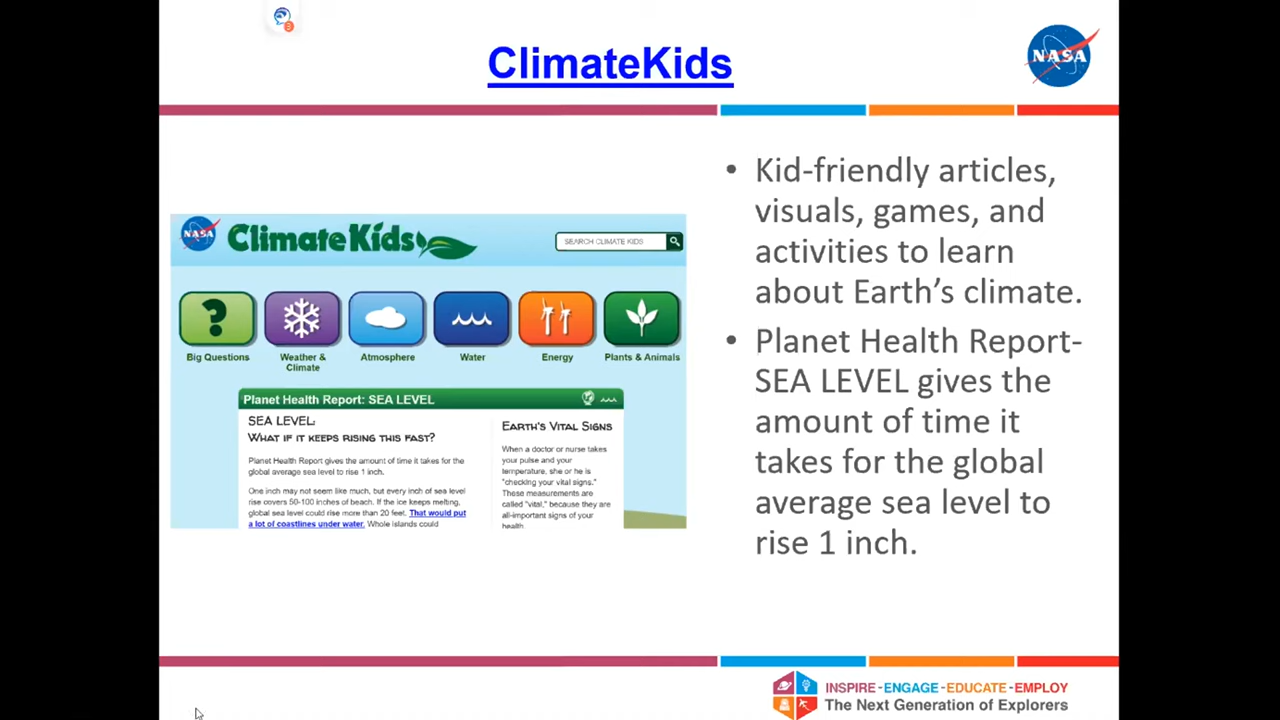 ClimateKids
NASA
NASA
ClimateKids
SEARCH CLIMATE KIDS
?
Big Questions
Weather &
Climate
Atmosphere
Water
Energy
Plants & Animals
Planet Health Report: SEA LEVEL
SEA LEVEL:
WHAT IF IT KEEPS RISING THIS FAST?
Planet Health Report gives the amount of time it takes for the
global average sea level to rise 1 inch.
One inch may not seem like much, but every inch of sea level
rise covers 50-100 inches of beach. If the ice keeps melting,
global sea level could rise more than 20 feet. That would put
a lot of coastlines under water. Whole islands could
EARTH'S VITAL SIGNS
When a doctor or nurse takes
your pulse and your
temperature, she or he is
"checking your vital signs."
These measurements are
called "vital," because they are
all-important signs of your
health.
• Kid-friendly articles,
visuals, games, and
activities to learn
about Earth’s climate.
• Planet Health Report-
SEA LEVEL gives the
amount of time it
takes for the global
average sea level to
rise 1 inch.
INSPIRE - ENGAGE - EDUCATE - EMPLOY
The Next Generation of Explorers